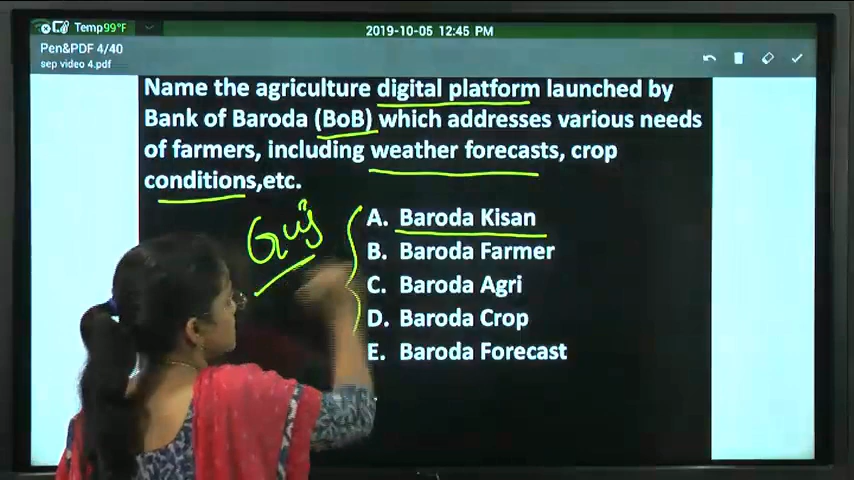 Temp99°F
2019-10-05 12:45 PM
Pen&PDF 4/40
sep video 4.pdf
Name the agriculture digital platform launched by
Bank of Baroda (BoB) which addresses various needs
of farmers, including weather forecasts, crop
conditions,etc.
Guj
A. Baroda Kisan
B. Baroda Farmer
C. Baroda Agri
D. Baroda Crop
E. Baroda Forecast